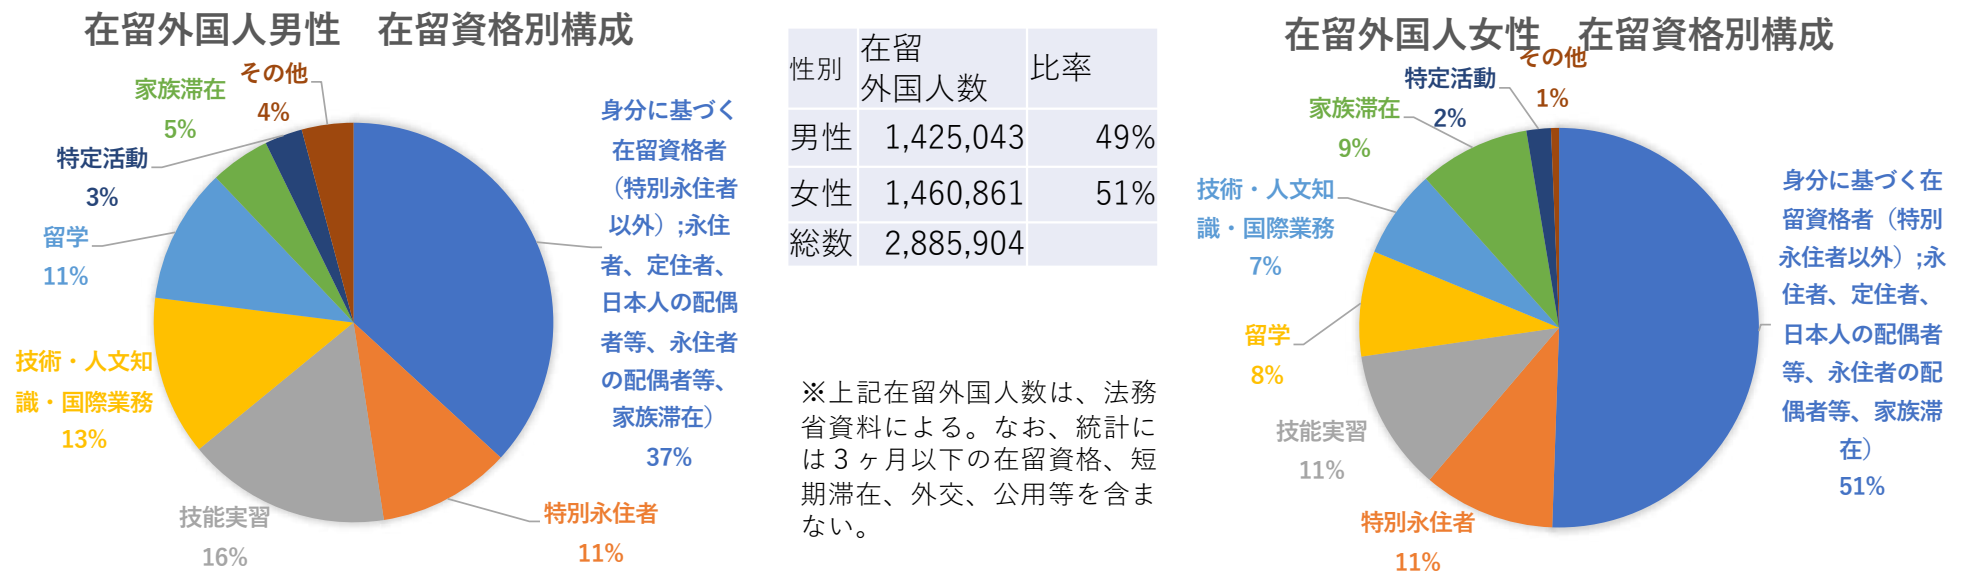 在留外国人男性　在留資格別構成
その他
4%
家族滞在
5%
特定活動
3%
留学
11%
技術・人文知
識・国際業務
13%
技能実習
16%
特別永住者
11%
身分に基づく
在留資格者
（特別永住者
以外）;永住
者、定住者、
日本人の配偶
者等、永住者
の配偶者等、
家族滞在）
37%
性別 在留外国人数 比率
男性 1,425,043 49%
女性 1,460,861 51%
総数 2,885,904
※上記在留外国人数は、法務
省資料による。なお、統計に
は３ヶ月以下の在留資格、短
期滞在、外交、公用等を含ま
ない。
在留外国人女性　在留資格別構成
その他
1%
特定活動
2%
家族滞在
9%
技術・人文知
識・国際業務
7%
留学
8%
技能実習
11%
特別永住者
11%
身分に基づく在
留資格者（特別
永住者以外）;永
住者、定住者、
日本人の配偶者
等、永住者の配
偶者等、家族滞
在）
51%